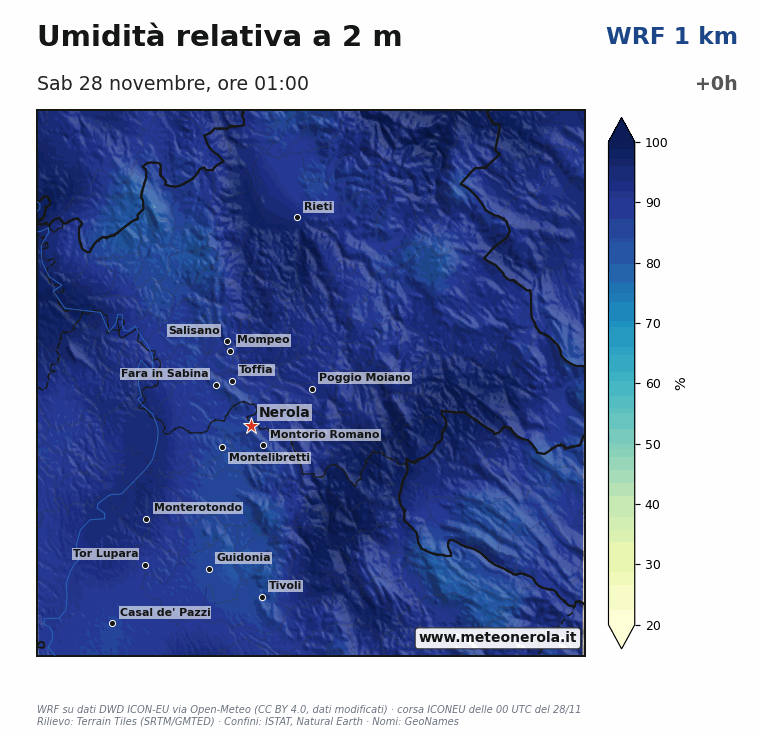 Umidità relativa a 2 m
WRF 1 km
Sab 28 novembre, ore 01:00
+0h
Rieti
Salisano
Mompeo
Toffia
Fara in Sabina
Poggio Moiano
Nerola
Montorio Romano
Montelibretti
Monterotondo
Tor Lupara
Guidonia
Tivoli
Casal de' Pazzi
www.meteonerola.it
100
90
80
70
60
50
40
30
20
%
WRF su dati DWD ICON-EU via Open-Meteo (CC BY 4.0, dati modificati) · corsa ICONEU delle 00 UTC del 28/11
Rilievo: Terrain Tiles (SRTM/GMTED) · Confini: ISTAT, Natural Earth · Nomi: GeoNames